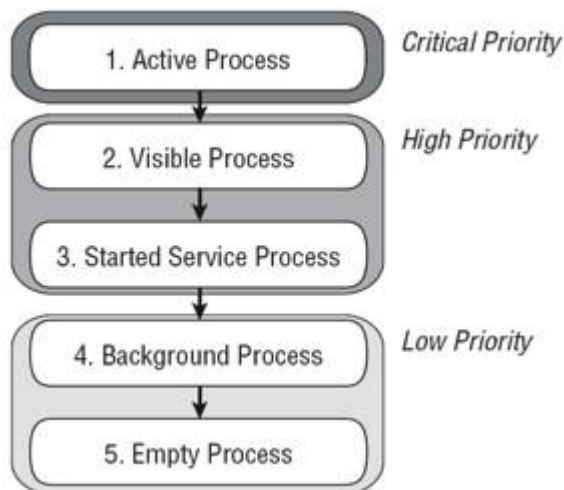 1. Active Process
Critical Priority
2. Visible Process
High Priority
3. Started Service Process
4. Background Process
Low Priority
5. Empty Process